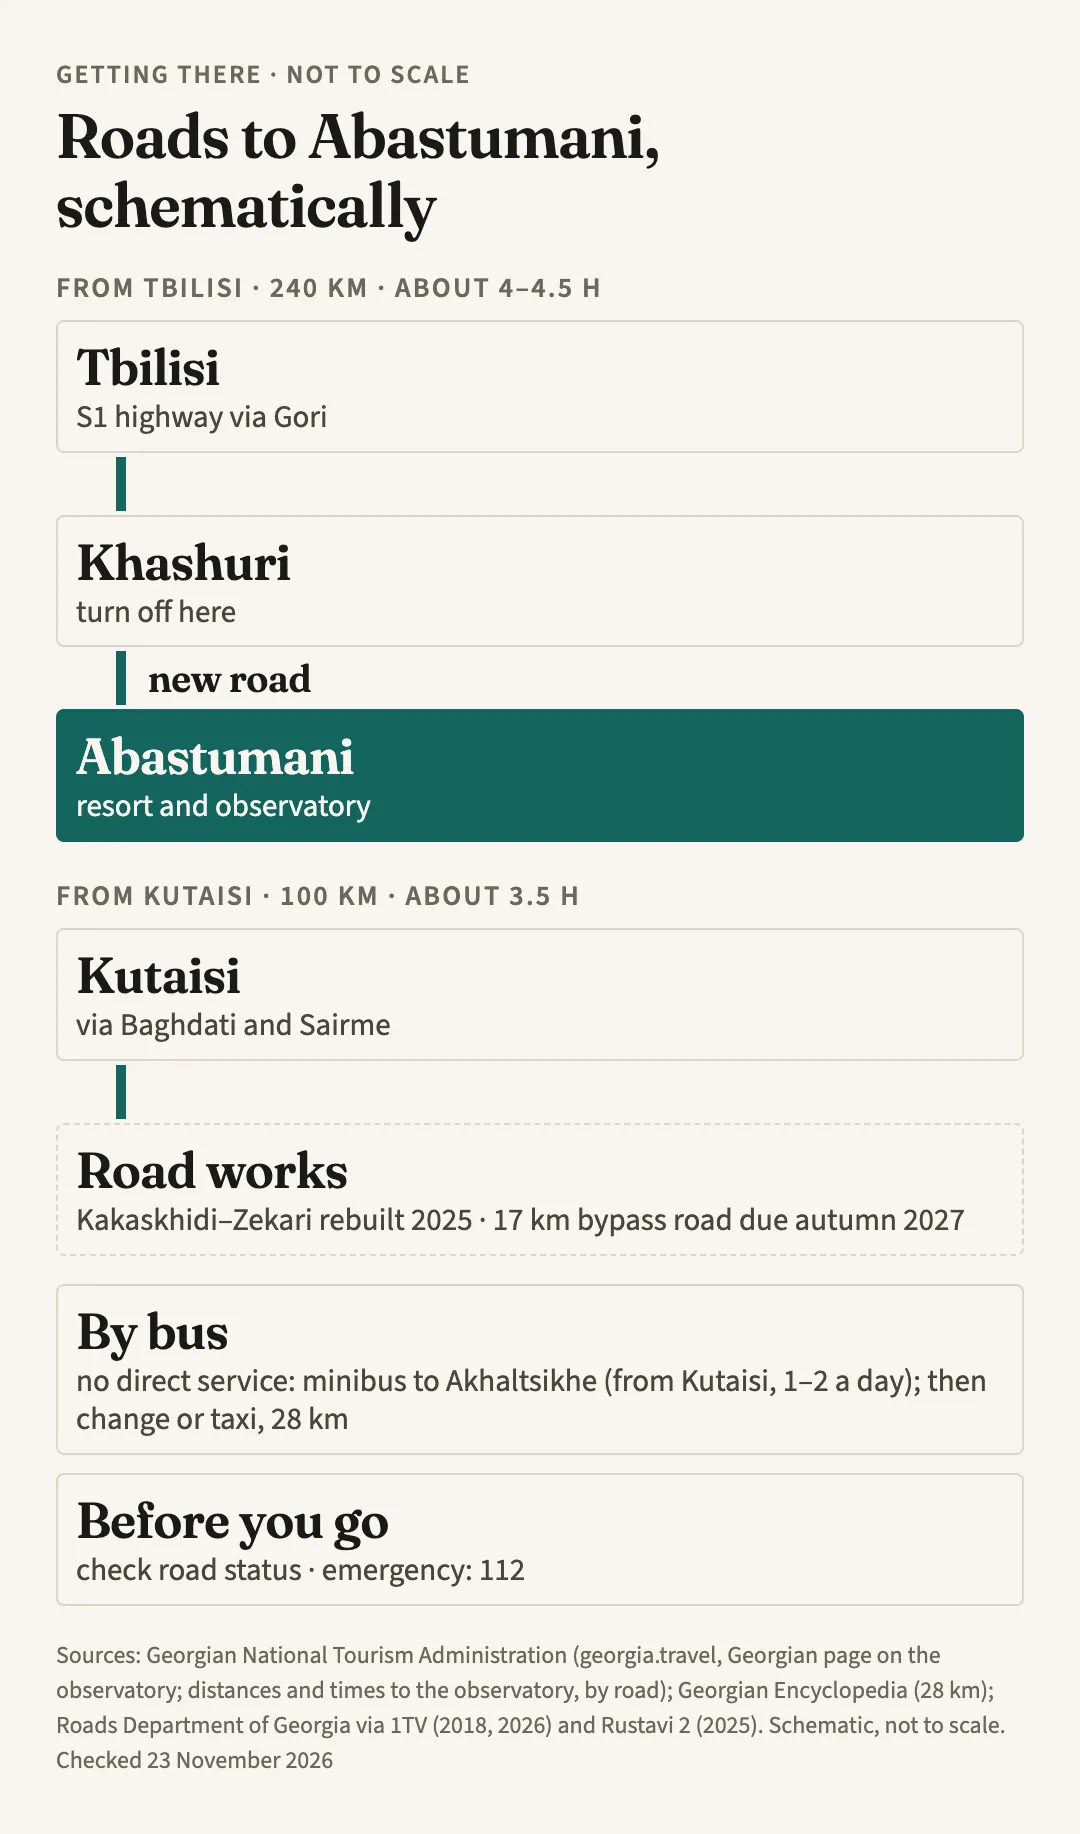 GETTING THERE · NOT TO SCALE
Roads to Abastumani,
schematically
FROM TBILISI · 240 KM · ABOUT 4–4.5 H
Tbilisi
S1 highway via Gori
Khashuri
turn off here
new road
Abastumani
resort and observatory
FROM KUTAISI · 100 KM · ABOUT 3.5 H
Kutaisi
via Baghdati and Sairme
Road works
Kakaskhidi–Zekari rebuilt 2025 · 17 km bypass road due autumn 2027
By bus
no direct service: minibus to Akhaltsikhe (from Kutaisi, 1–2 a day); then
change or taxi, 28 km
Before you go
check road status · emergency: 112
Sources: Georgian National Tourism Administration (georgia.travel, Georgian page on the
observatory; distances and times to the observatory, by road); Georgian Encyclopedia (28 km);
Roads Department of Georgia via 1TV (2018, 2026) and Rustavi 2 (2025). Schematic, not to scale.
Checked 23 November 2026